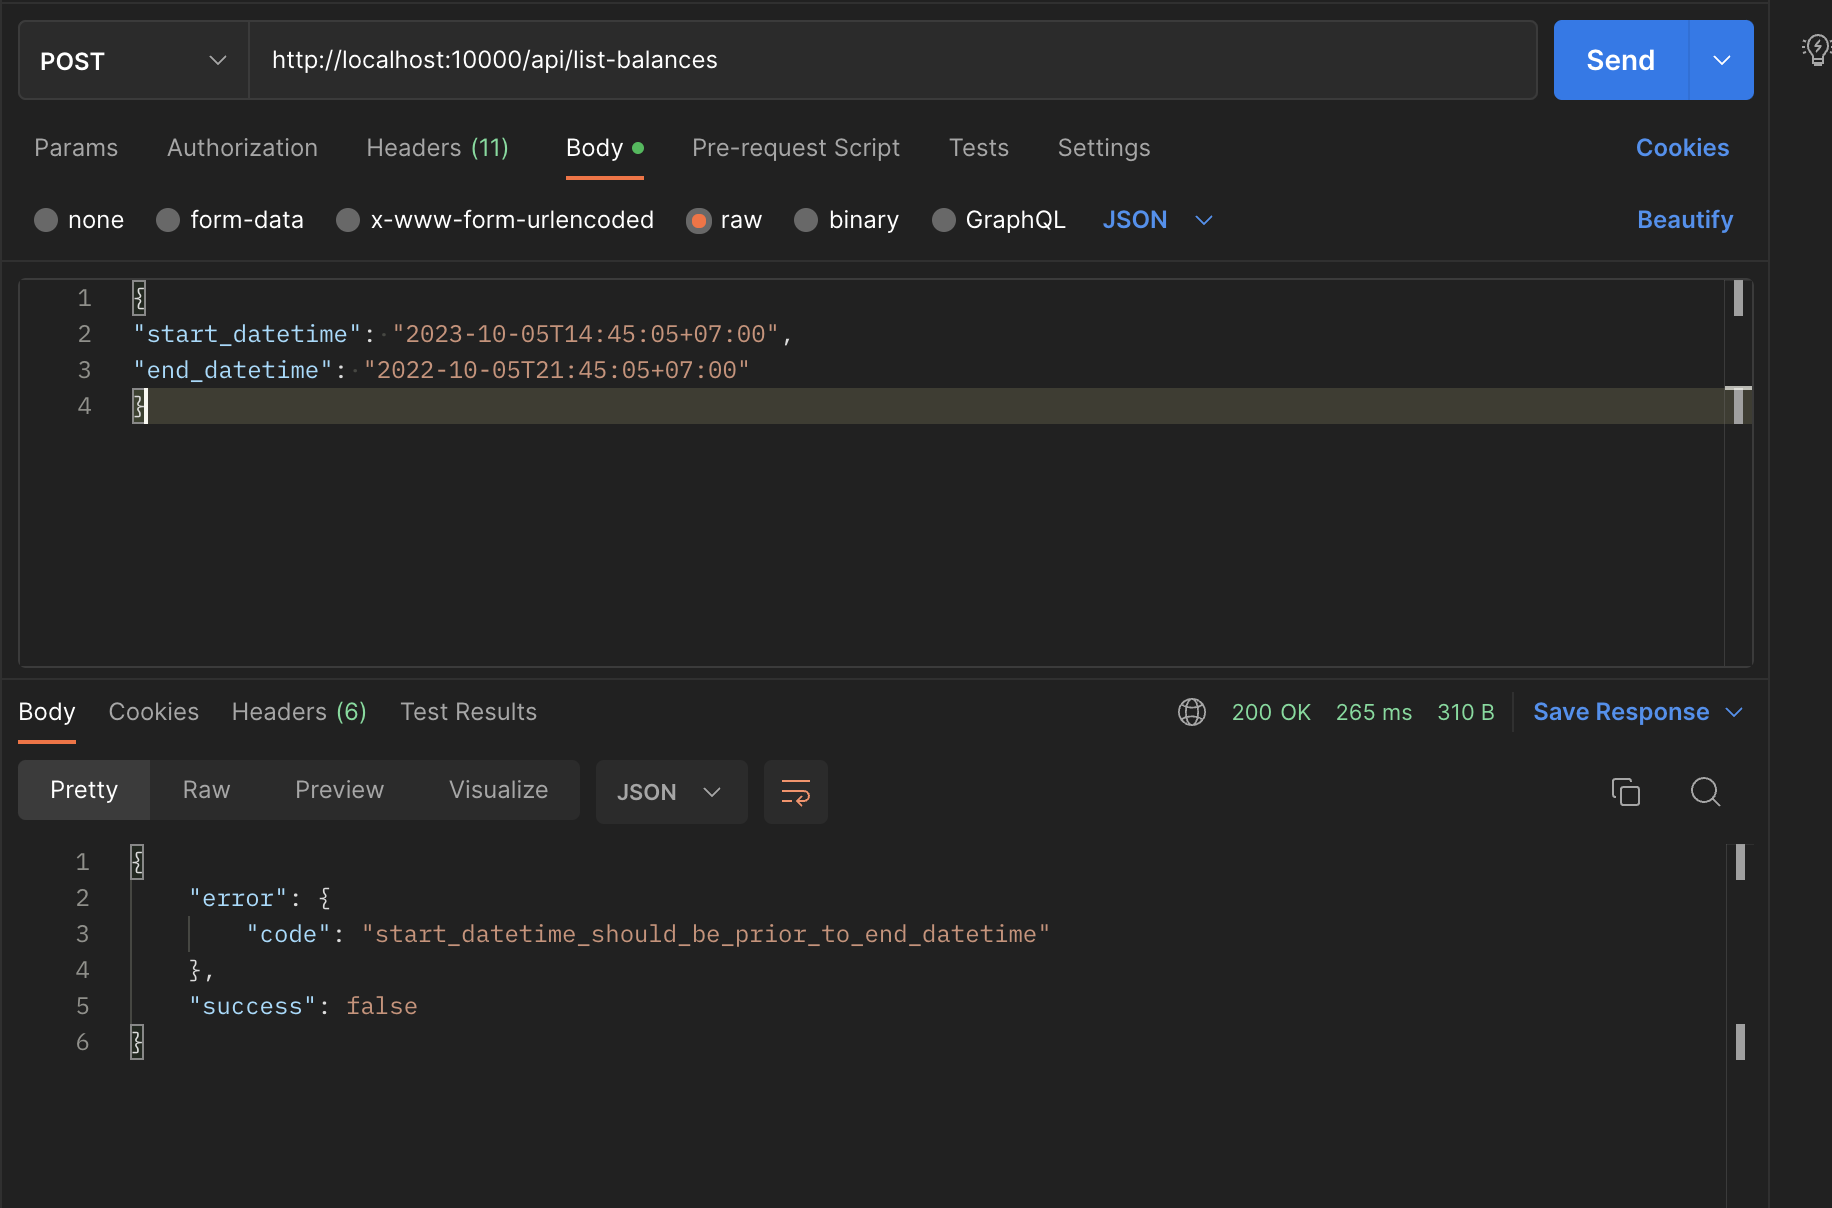 POST http://localhost:10000/api/list-balances Send
Params Authorization Headers (11) Body Pre-request Script Tests Settings Cookies
none form-data x-www-form-urlencoded raw binary GraphQL JSON Beautify
1 {
2 "start_datetime": "2023-10-05T14:45:05+07:00",
3 "end_datetime": "2022-10-05T21:45:05+07:00"
4 }
Body Cookies Headers (6) Test Results 200 OK 265 ms 310 B Save Response
Pretty Raw Preview Visualize JSON
1 {
2 "error": {
3 "code": "start_datetime_should_be_prior_to_end_datetime"
4 },
5 "success": false
6 }